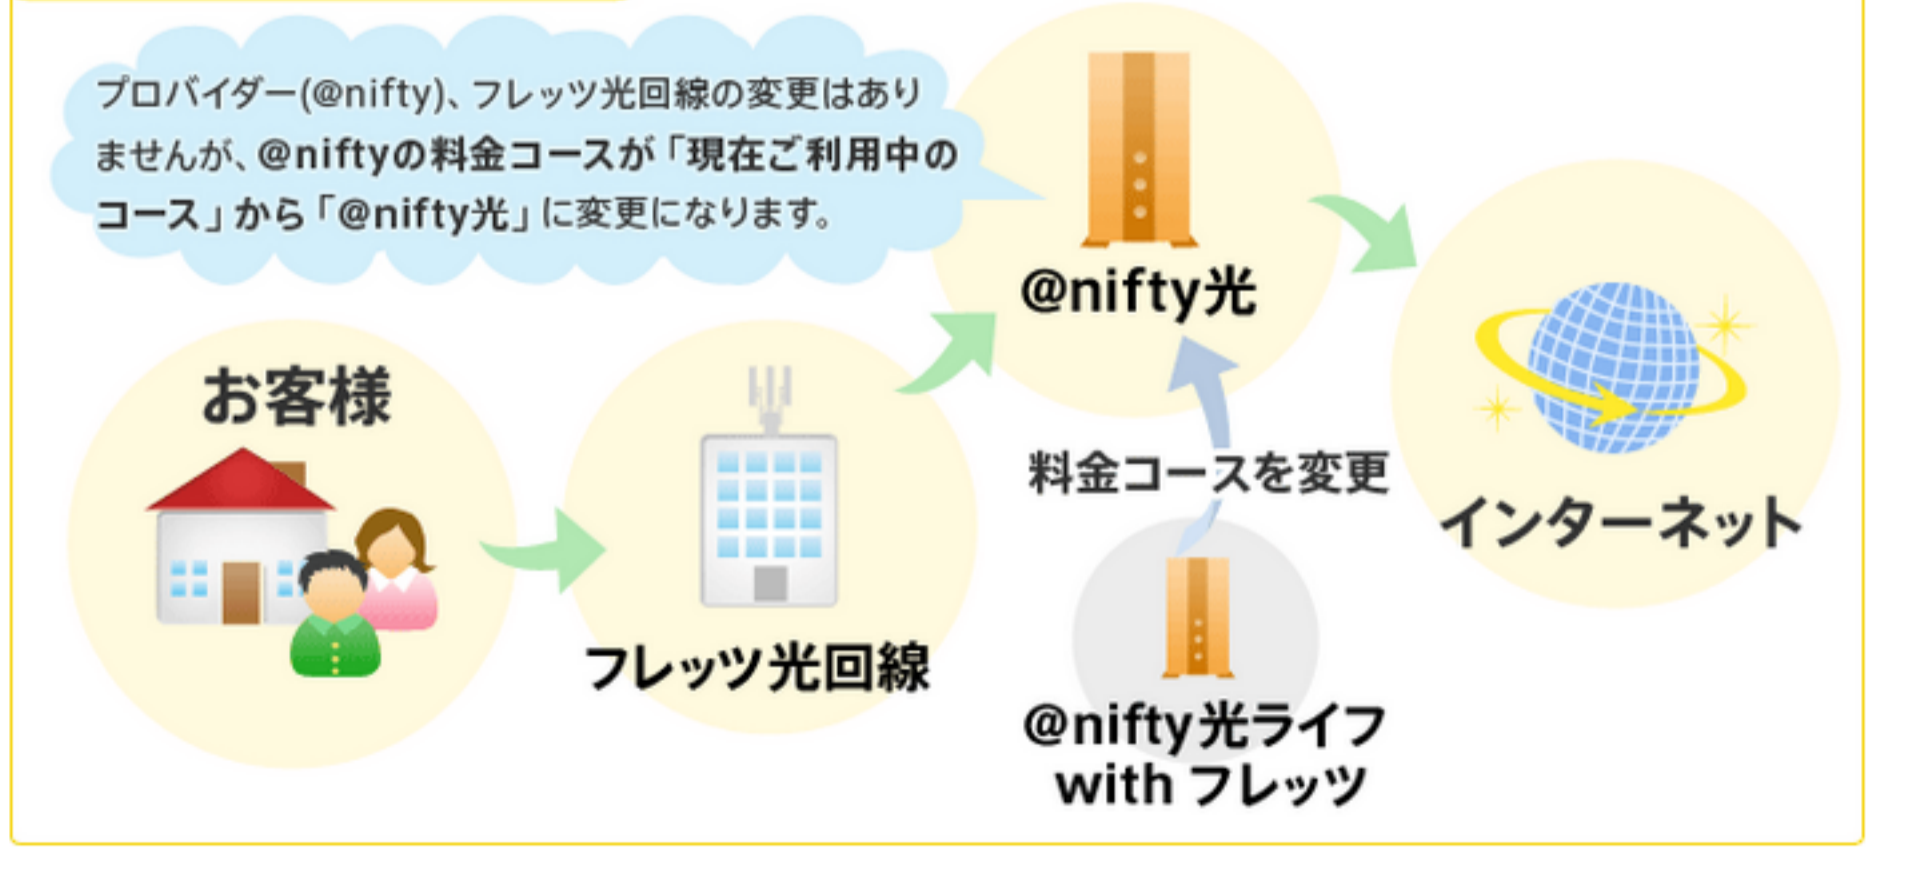 プロバイダー(@nifty)、フレッツ光回線の変更はあり
ませんが、@niftyの料金コースが「現在ご利用中の
コース」から「@nifty光」に変更になります。
@nifty光
お客様
料金コースを変更
インターネット
フレッツ光回線
@nifty光ライフ
with フレッツ